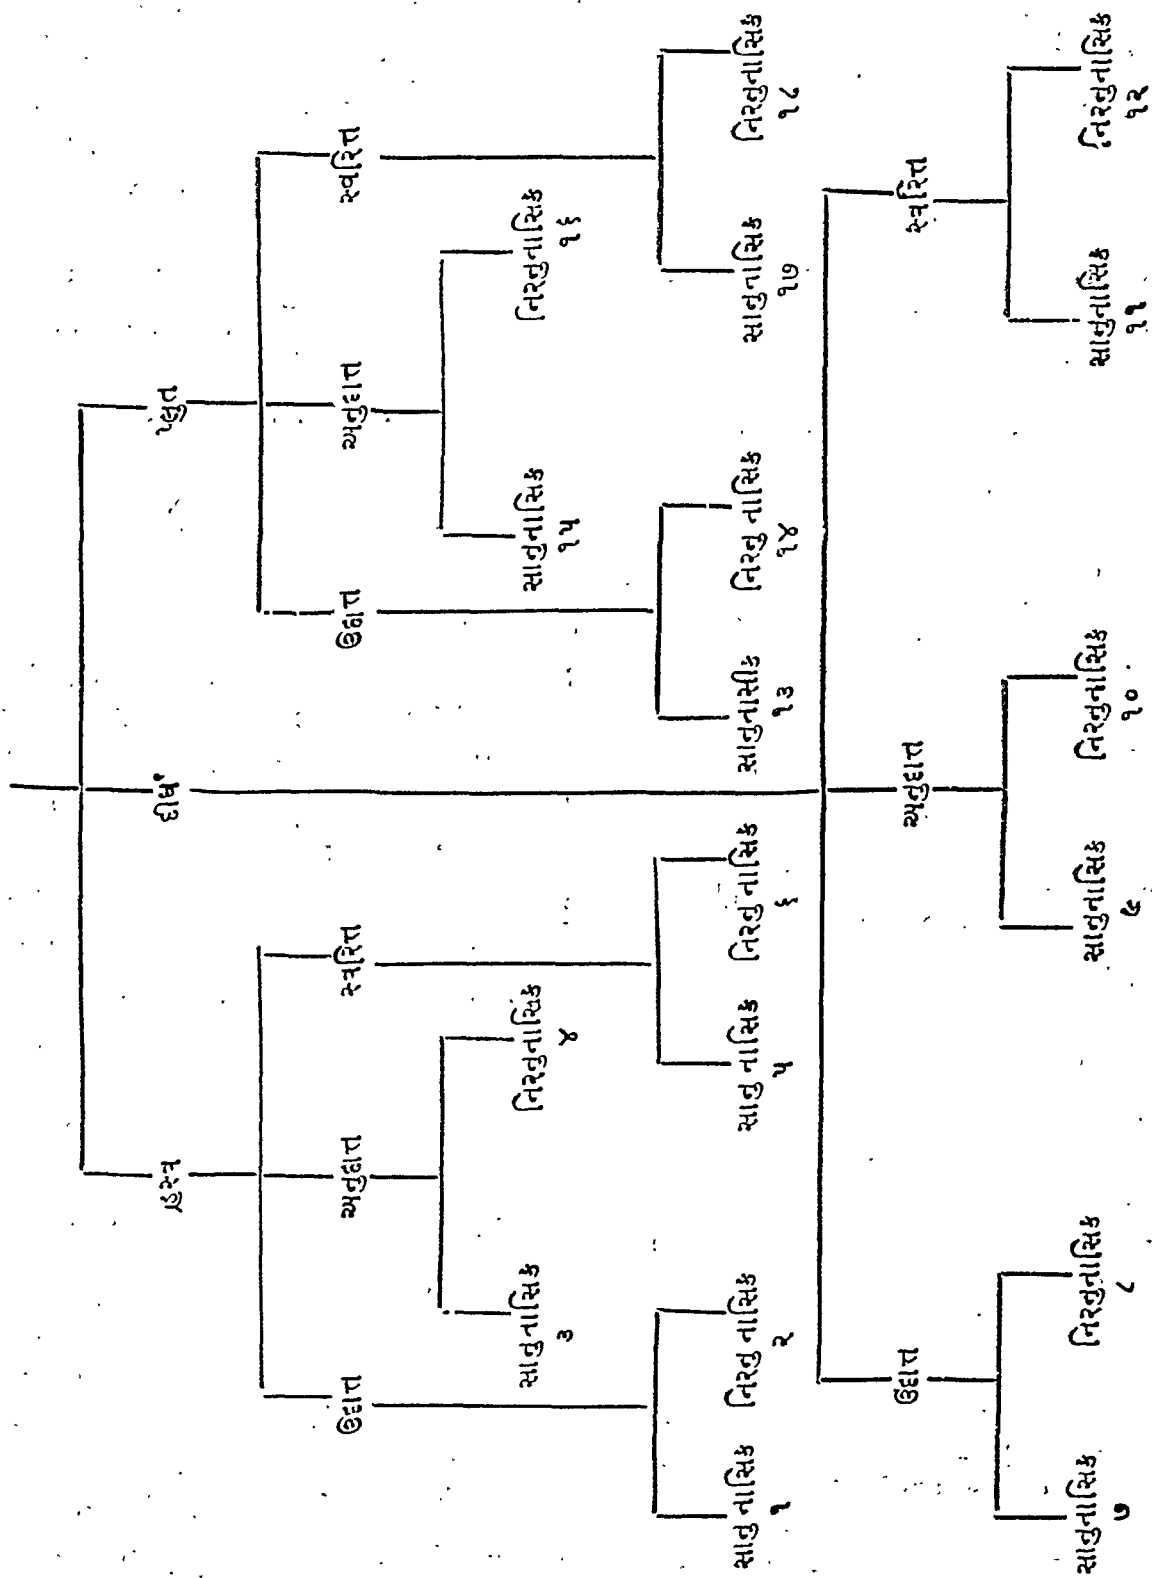 હ્રસ્વ દીર્ઘ પ્લુત
ઉદાત્ત અનુદાત્ત સ્વરિત્ત ઉદાત્ત અનુદાત્ત સ્વરિત્ત
સાનુનાસિક નિરનુનાસિક સાનુનાસિક નિરનુનાસિક
૩ ૪ ૧૫ ૧૬
સાનુનાસિક નિરનુનાસિક સાનુનાસિક નિરનુનાસિક સાનુનાસીક નિરનુનાસિક સાનુનાસિક નિરનુનાસિક
૧ ૨ ૫ ૬ ૧૩ ૧૪ ૧૭ ૧૮
ઉદાત્ત અનુદાત્ત સ્વરિત્ત
સાનુનાસિક નિરનુનાસિક સાનુનાસિક નિરનુનાસિક સાનુનાસિક નિરનુનાસિક
૭ ૮ ૯ ૧૦ ૧૧ ૧૨